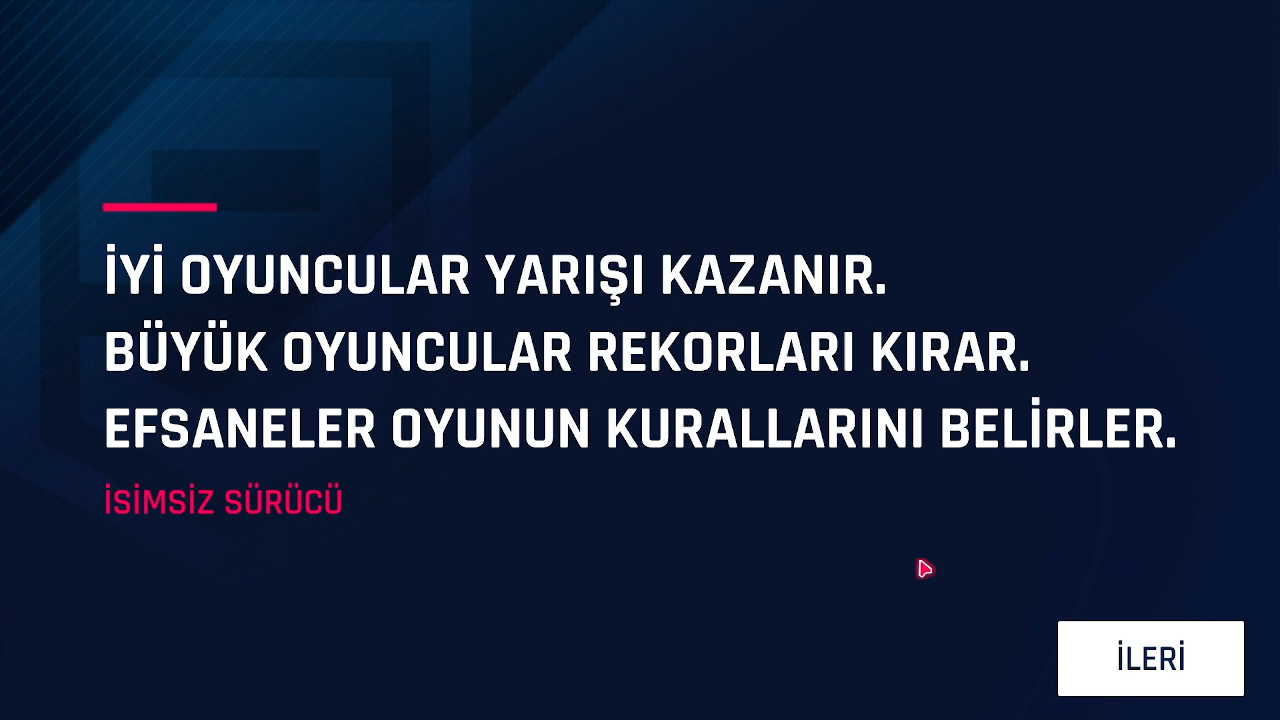 İYİ OYUNCULAR YARIŞI KAZANIR.
BÜYÜK OYUNCULAR REKORLARI KIRAR.
EFSANELER OYUNUN KURALLARINI BELİRLER.
İSİMSİZ SÜRÜCÜ
İLERİ